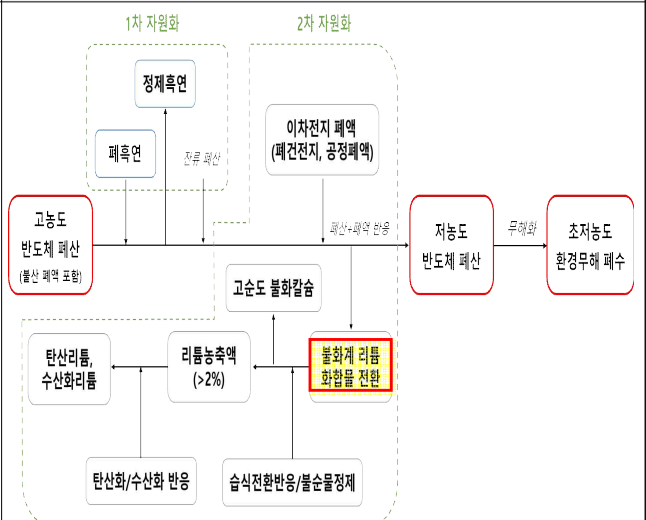 1차 자원화
2차 자원화
정제흑연
폐흑연
잔류 폐산
이차전지 폐액
(폐건전지, 공정폐액)
고농도
반도체 폐산
(불산 폐액 포함)
폐산+폐액 반응
저농도
반도체 폐산
무해화
초저농도
환경무해 폐수
고순도 불화칼슘
탄산리튬,
수산화리튬
리튬농축액
(>2%)
불화계 리튬
화합물 전환
탄산화/수산화 반응
습식전환반응/불순물정제